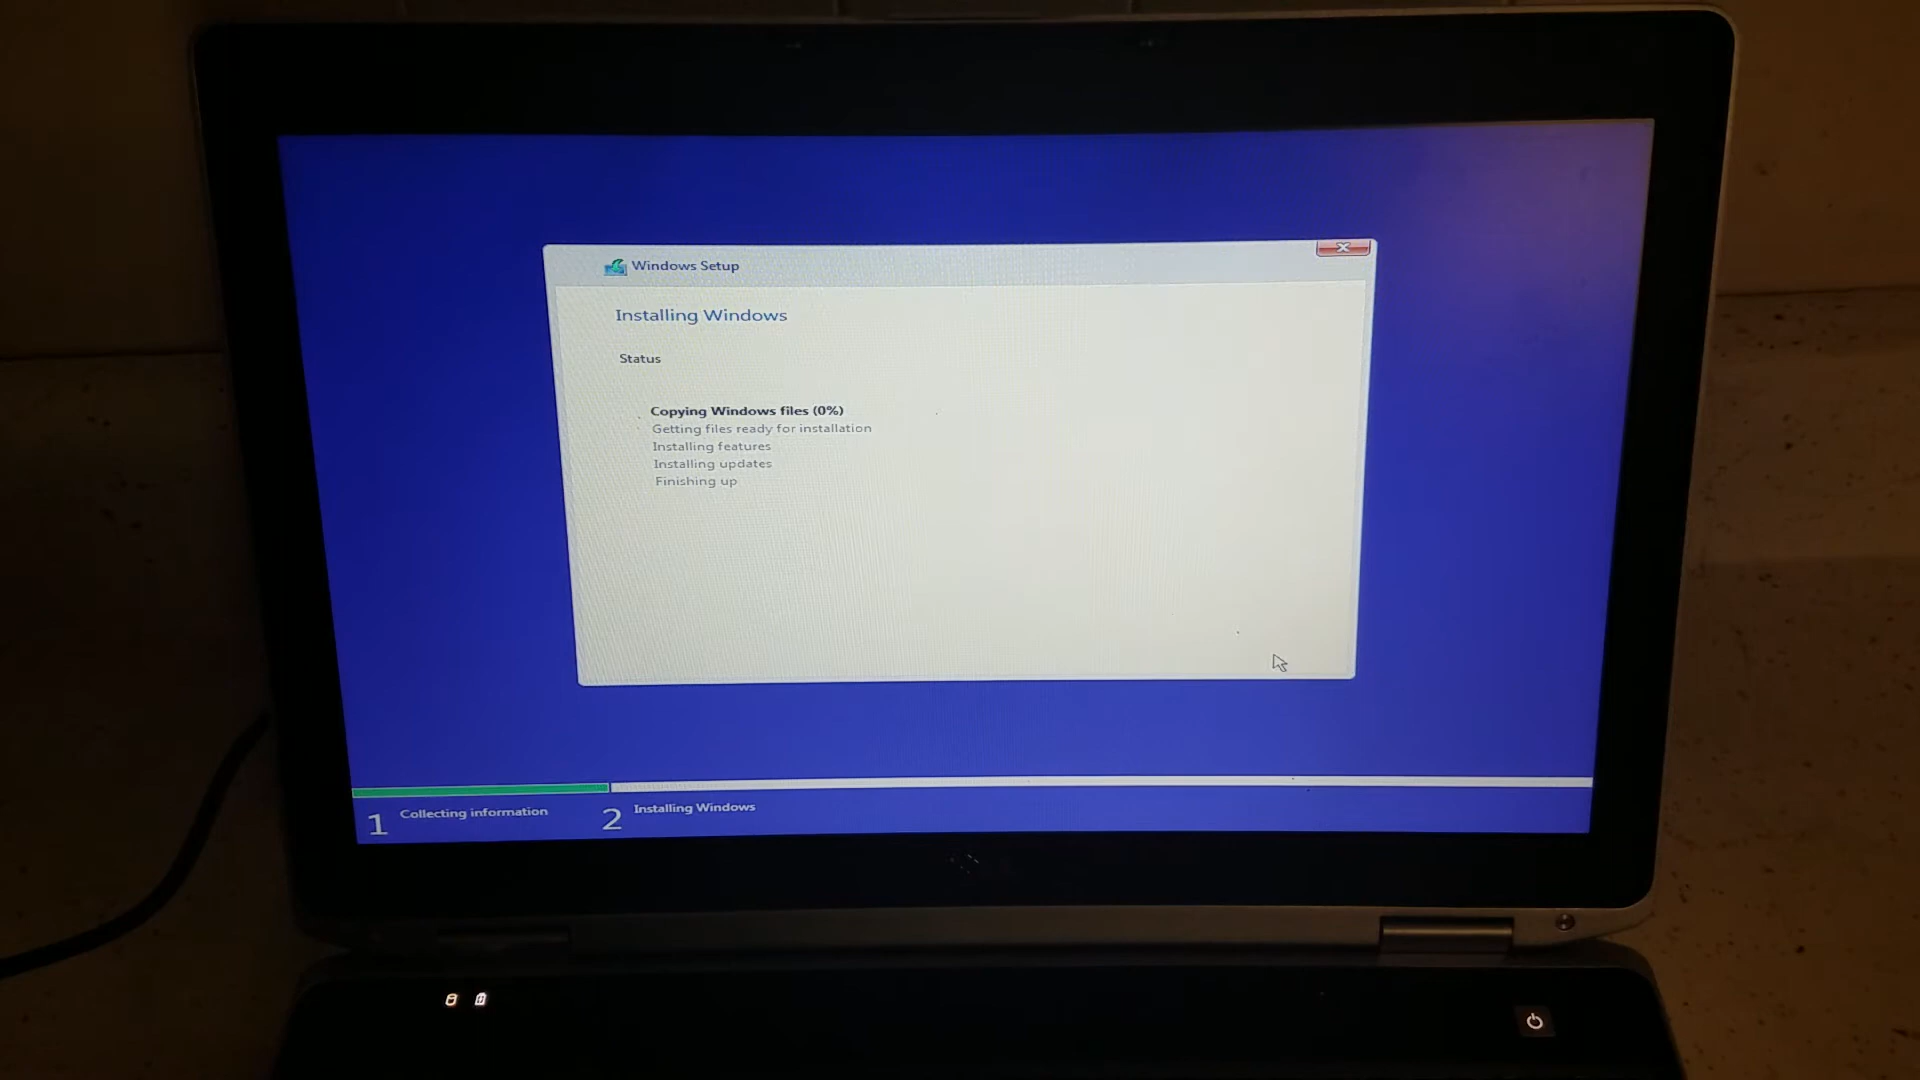 Windows Setup
Installing Windows
Status
Copying Windows files (0%)
Getting files ready for installation
Installing features
Installing updates
Finishing up
1 Collecting information
2 Installing Windows